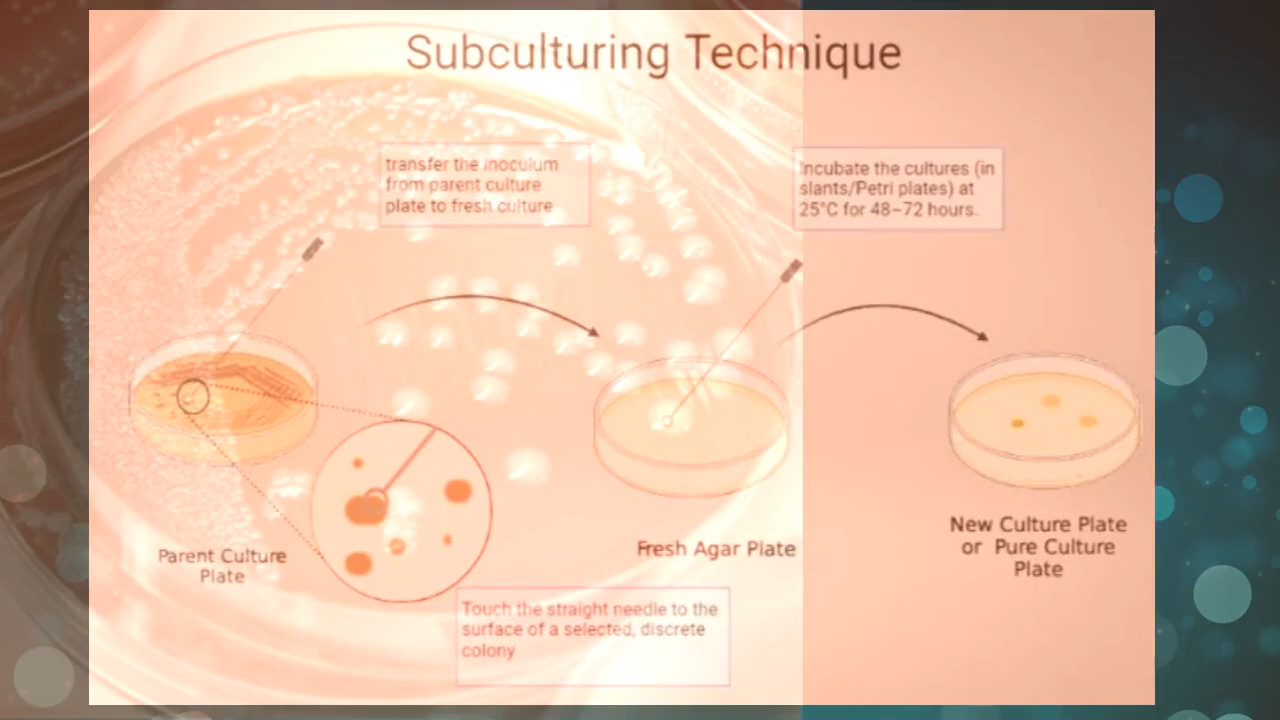 Subculturing Technique
transfer the inoculum
from parent culture
plate to fresh culture
Incubate the cultures (in
slants/Petri plates) at
25°C for 48–72 hours.
Parent Culture
Plate
Fresh Agar Plate
New Culture Plate
or Pure Culture
Plate
Touch the straight needle to the
surface of a selected, discrete
colony